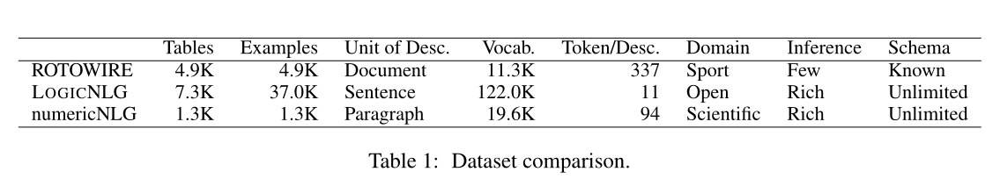 Tables Examples Unit of Desc. Vocab. Token/Desc. Domain Inference Schema
ROTOWIRE 4.9K 4.9K Document 11.3K 337 Sport Few Known
LOGICNLG 7.3K 37.0K Sentence 122.0K 11 Open Rich Unlimited
numericNLG 1.3K 1.3K Paragraph 19.6K 94 Scientific Rich Unlimited
Table 1: Dataset comparison.